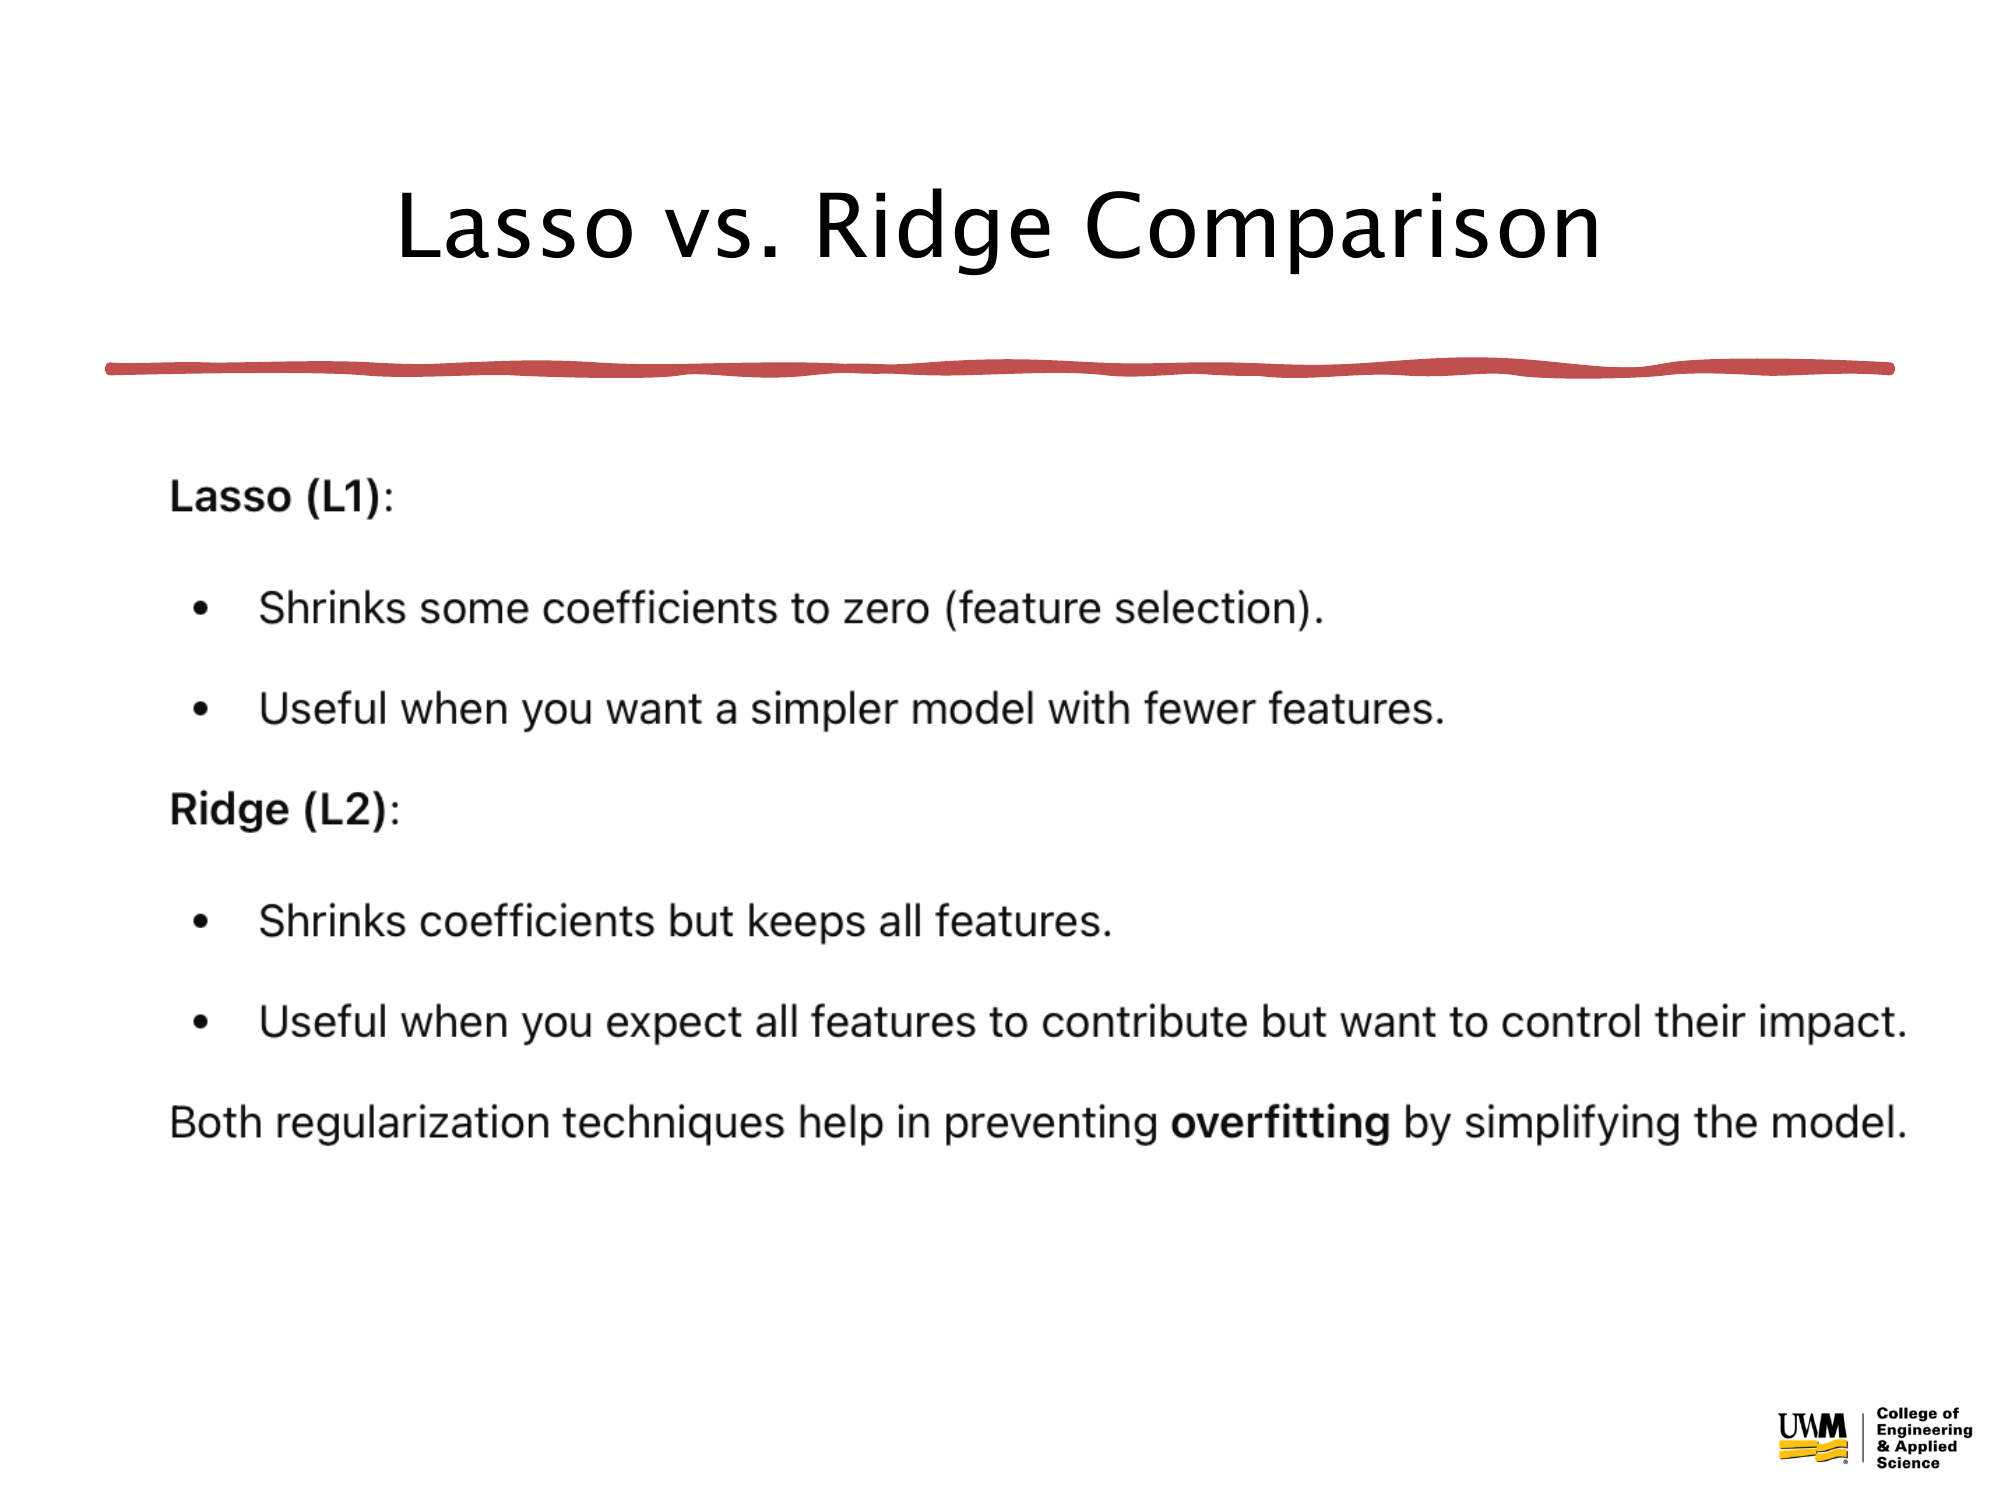 Lasso vs. Ridge Comparison
Lasso (L1):
• Shrinks some coefficients to zero (feature selection).
• Useful when you want a simpler model with fewer features.
Ridge (L2):
• Shrinks coefficients but keeps all features.
• Useful when you expect all features to contribute but want to control their impact.
Both regularization techniques help in preventing overfitting by simplifying the model.
UWM
College of
Engineering
& Applied
Science